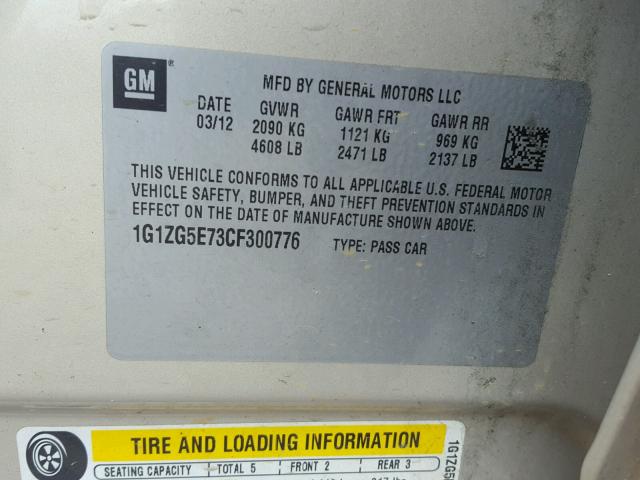 GM ®
MFD BY GENERAL MOTORS LLC
DATE GVWR GAWR FRT GAWR RR
03/12 2090 KG 1121 KG 969 KG
4608 LB 2471 LB 2137 LB
THIS VEHICLE CONFORMS TO ALL APPLICABLE U.S. FEDERAL MOTOR
VEHICLE SAFETY, BUMPER, AND THEFT PREVENTION STANDARDS IN
EFFECT ON THE DATE OF MANUFACTURE SHOWN ABOVE.
1G1ZG5E73CF300776 TYPE: PASS CAR
TIRE AND LOADING INFORMATION
SEATING CAPACITY TOTAL 5 FRONT 2 REAR 3